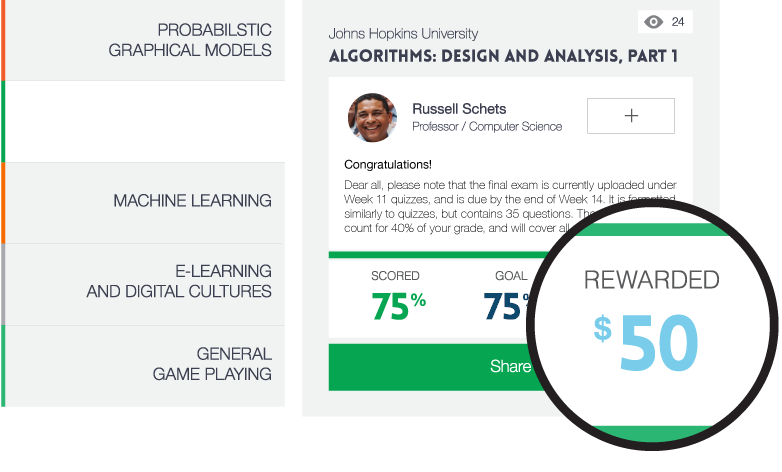 PROBABILSTIC
GRAPHICAL MODELS
MACHINE LEARNING
E-LEARNING
AND DIGITAL CULTURES
GENERAL
GAME PLAYING
24
Johns Hopkins University
ALGORITHMS: DESIGN AND ANALYSIS, PART 1
Russell Schets
Professor / Computer Science
+
Congratulations!
Dear all, please note that the final exam is currently uploaded under
Week 11 quizzes, and is due by the end of Week 14. It is formatted
similarly to quizzes, but contains 35 questions.
count for 40% of your grade, and will cover all
SCORED
75%
GOAL
75%
Share
REWARDED
$50